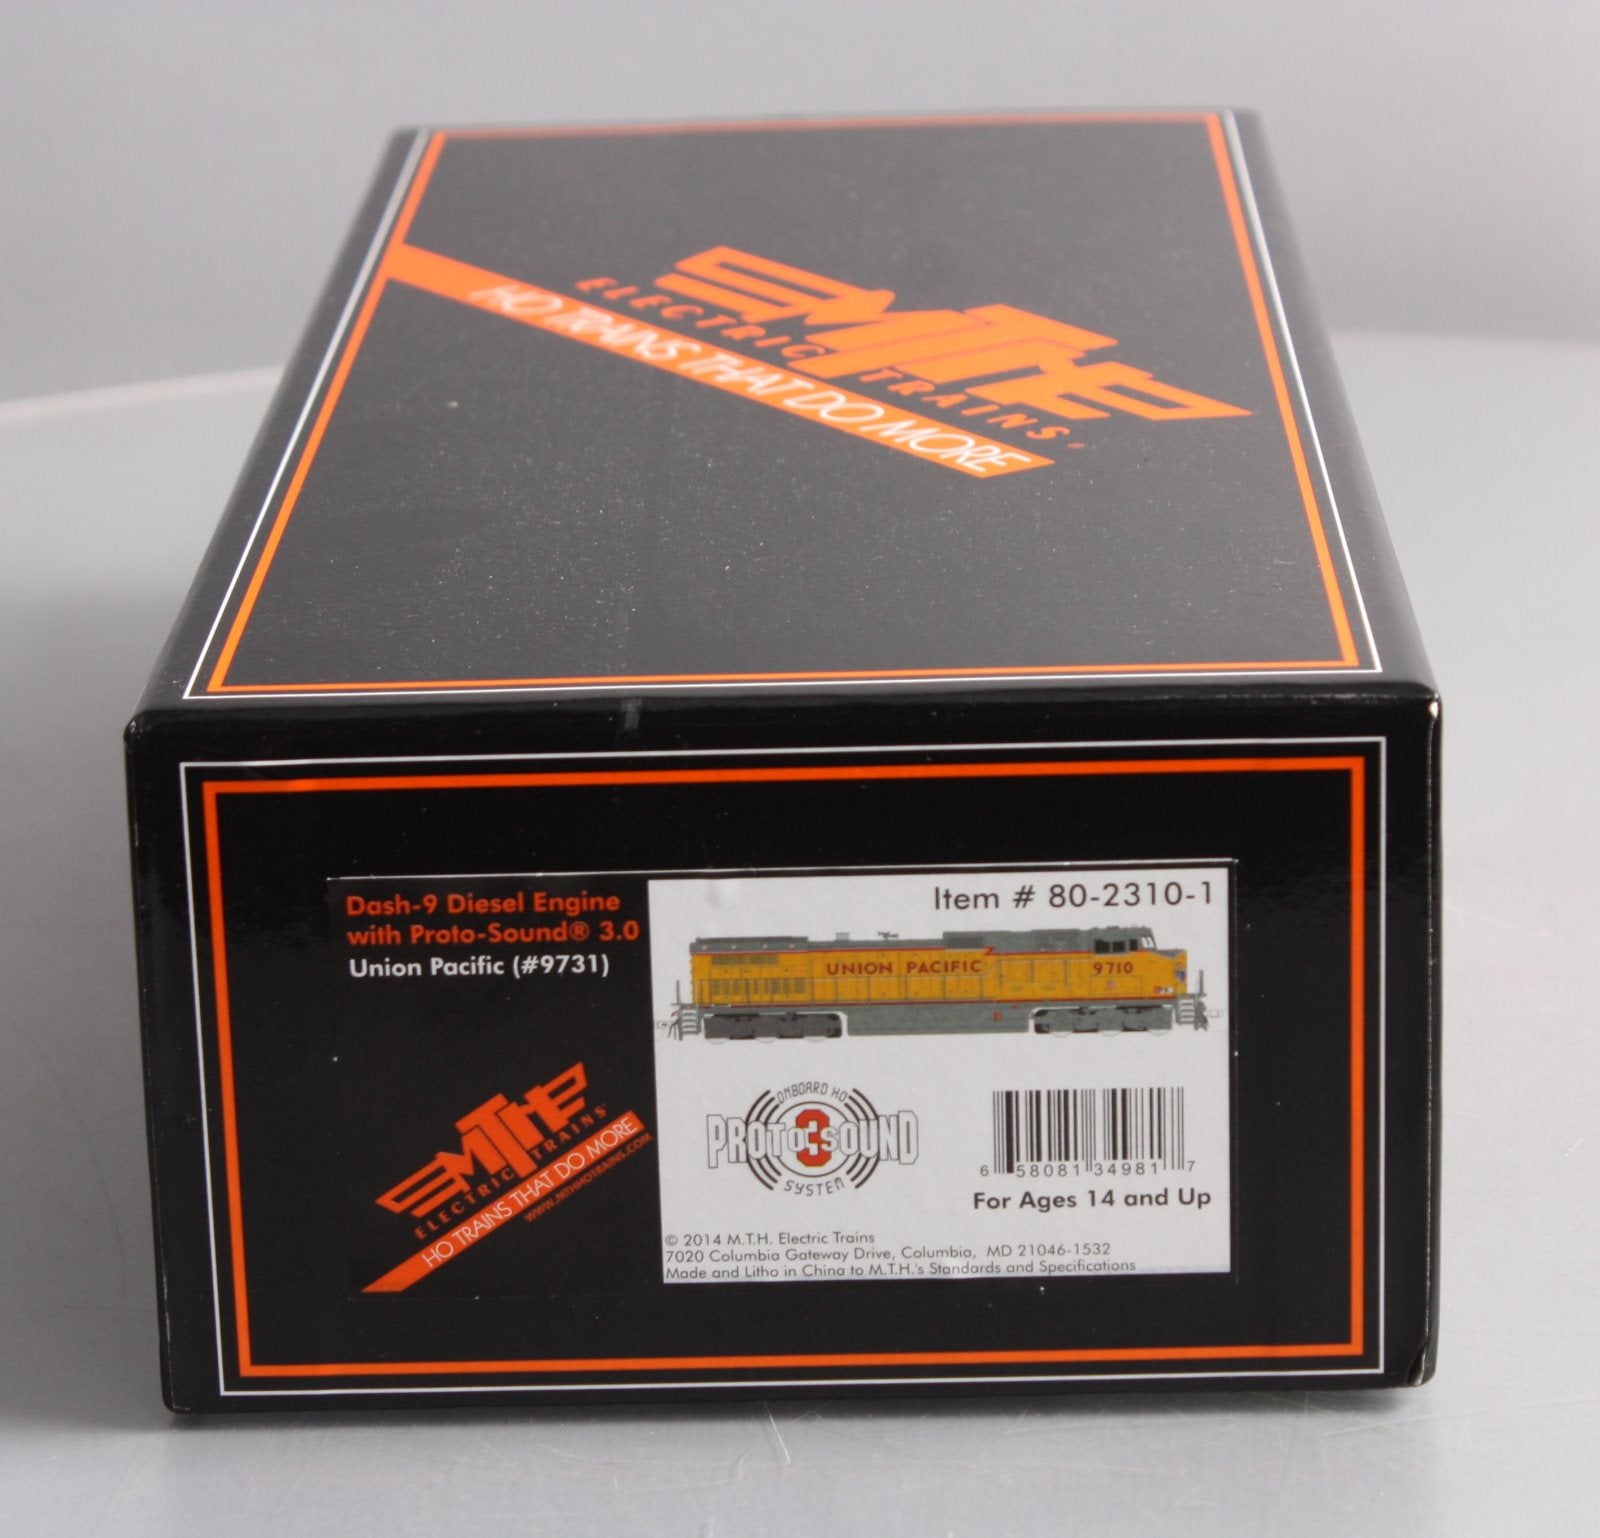 MTH
ELECTRIC TRAINS®
HO TRAINS THAT DO MORE
Dash-9 Diesel Engine
with Proto-Sound® 3.0
Union Pacific (#9731)
Item # 80-2310-1
UNION PACIFIC 9710
MTH
ELECTRIC TRAINS®
HO TRAINS THAT DO MORE
WWW.MTHHOTRAINS.COM
ONBOARD HO
PROTO 3 SOUND
SYSTEM
6 58081 34981 7
For Ages 14 and Up
© 2014 M.T.H. Electric Trains
7020 Columbia Gateway Drive, Columbia, MD 21046-1532
Made and Litho in China to M.T.H.'s Standards and Specifications